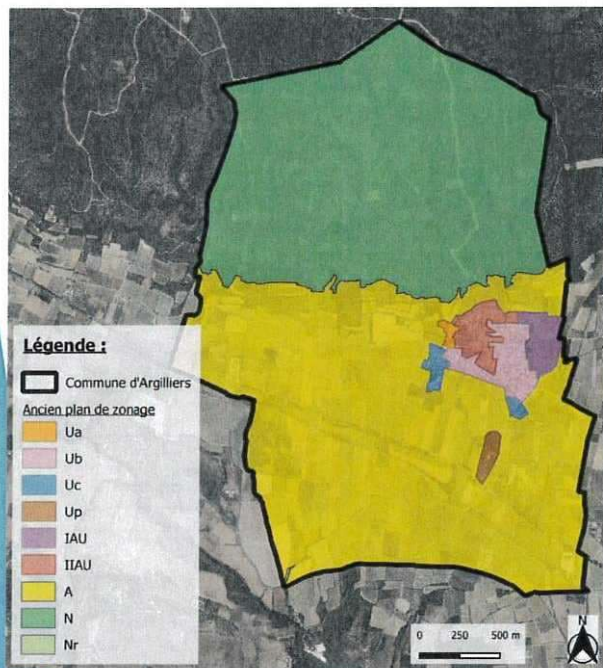 Légende :
Commune d'Argilliers
Ancien plan de zonage
Ua
Ub
Uc
Up
IAU
IIAU
A
N
Nr
0 250 500 m
N